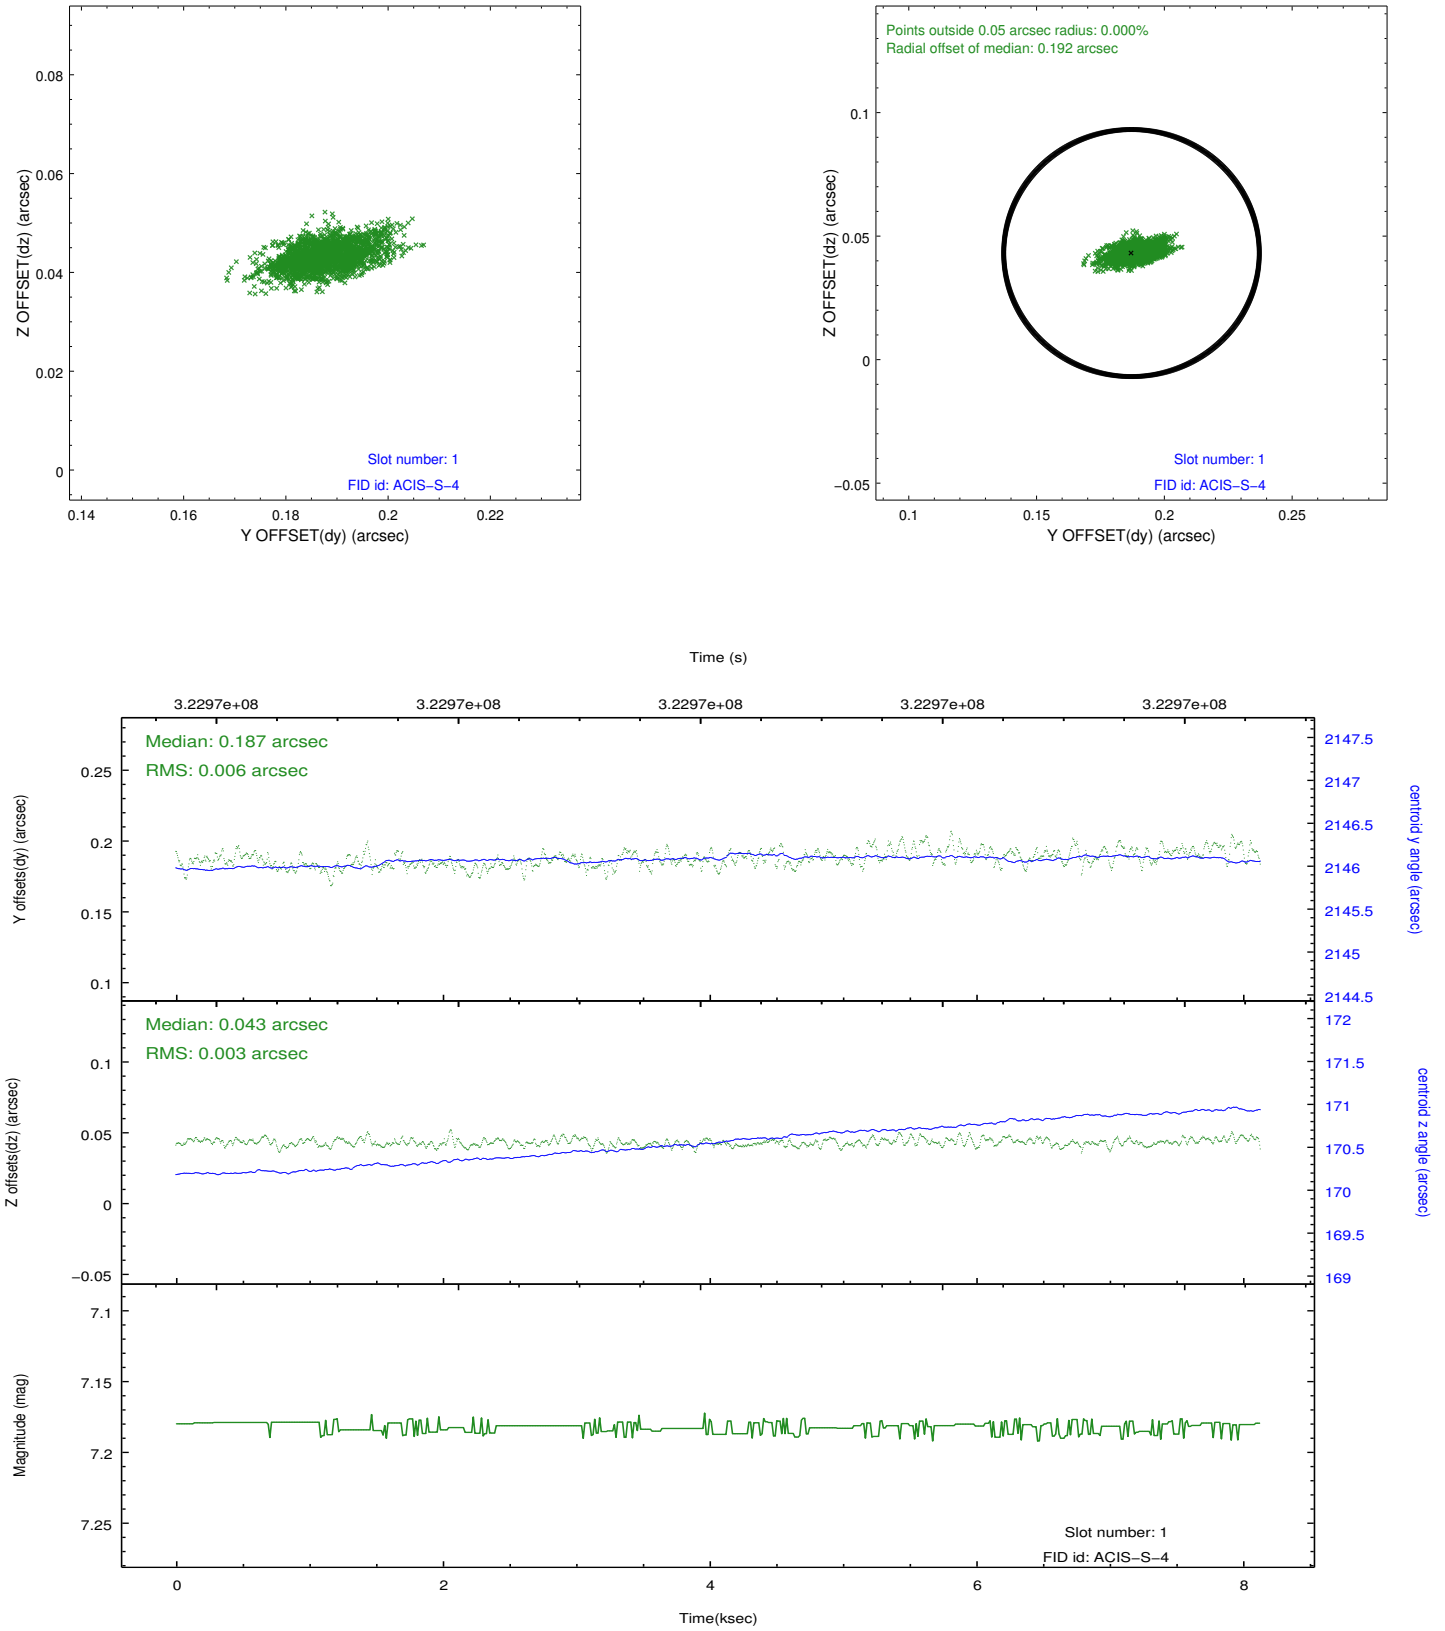 0.08
0.06
0.04
0.02
0
0.14 0.16 0.18 0.2 0.22
Z OFFSET(dz) (arcsec)
Y OFFSET(dy) (arcsec)
Slot number: 1
FID id: ACIS−S−4
Points outside 0.05 arcsec radius: 0.000%
Radial offset of median: 0.192 arcsec
0.1
0.05
0
−0.05
0.1 0.15 0.2 0.25
Z OFFSET(dz) (arcsec)
Y OFFSET(dy) (arcsec)
Slot number: 1
FID id: ACIS−S−4
Time (s)
3.2297e+08 3.2297e+08 3.2297e+08 3.2297e+08 3.2297e+08
Median: 0.187 arcsec
RMS: 0.006 arcsec
0.25
0.2
0.15
0.1
Y offsets(dy) (arcsec)
2147.5
2147
2146.5
2146
2145.5
2145
2144.5
centroid y angle (arcsec)
Median: 0.043 arcsec
RMS: 0.003 arcsec
0.1
0.05
0
−0.05
Z offsets(dz) (arcsec)
172
171.5
171
170.5
170
169.5
169
centroid z angle (arcsec)
7.1
7.15
7.2
7.25
Magnitude (mag)
Slot number: 1
FID id: ACIS−S−4
0 2 4 6 8
Time(ksec)